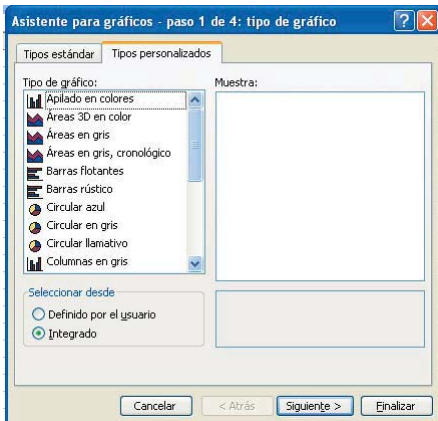 Asistente para gráficos - paso 1 de 4: tipo de gráfico
Tipos estándar Tipos personalizados
Tipo de gráfico: Muestra:
Apilado en colores
Áreas 3D en color
Áreas en gris
Áreas en gris, cronológico
Barras flotantes
Barras rústico
Circular azul
Circular en gris
Circular llamativo
Columnas en gris
Seleccionar desde
Definido por el usuario
Integrado
Cancelar < Atrás Siguiente > Finalizar